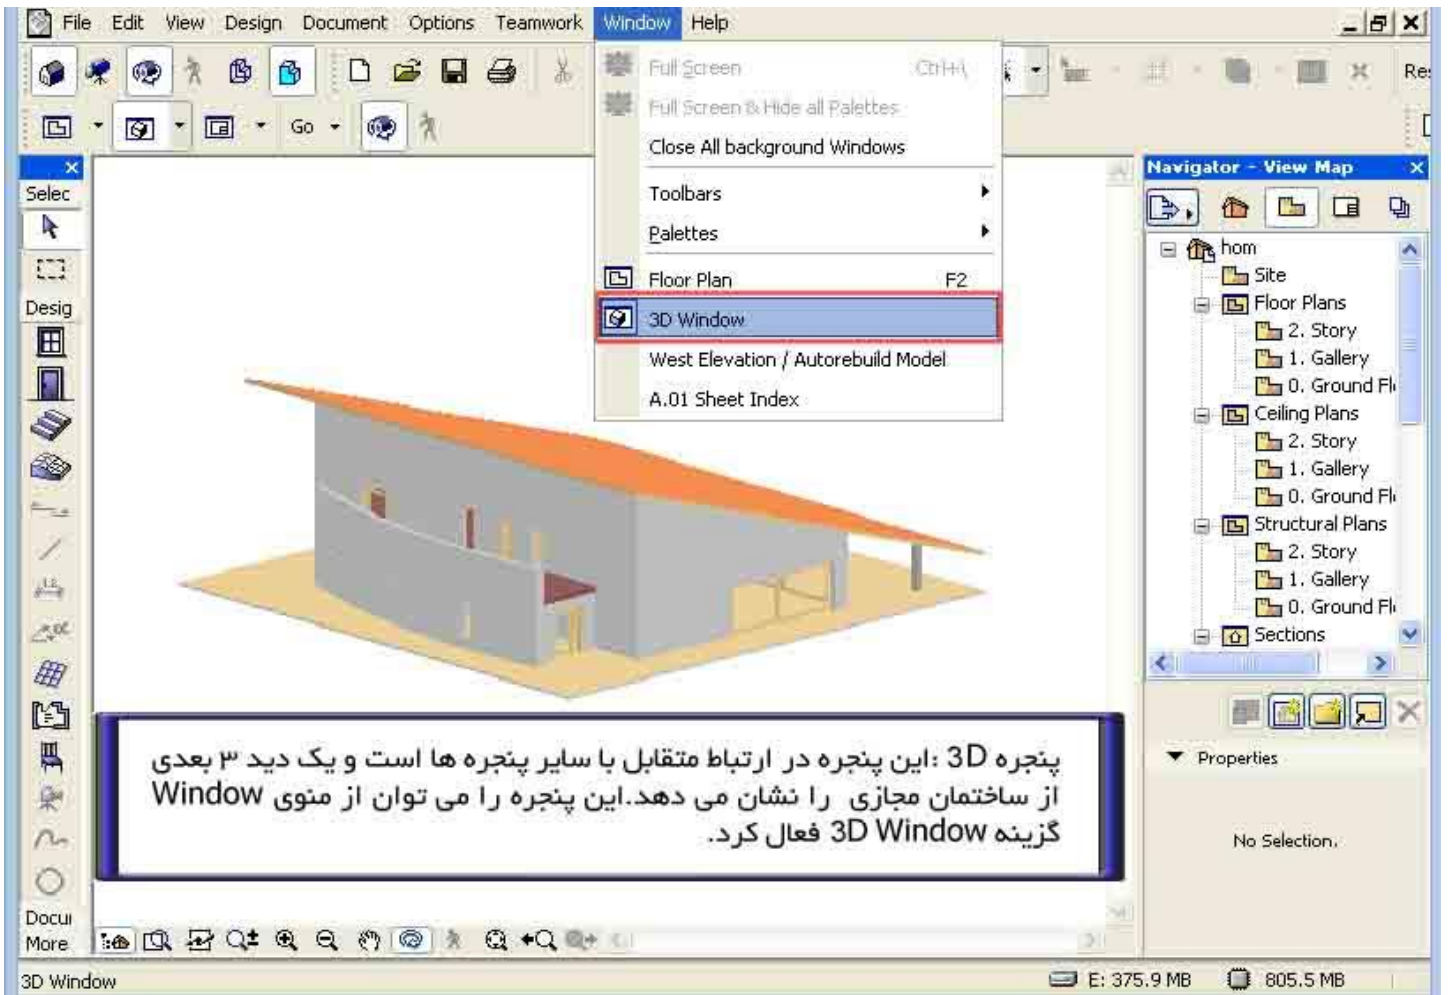 File Edit View Design Document Options Teamwork Window Help
Full Screen Ctrl+\
Full Screen & Hide all Palettes
Close All background Windows
Toolbars
Palettes
Floor Plan F2
3D Window
West Elevation / Autorebuild Model
A.01 Sheet Index
Go
Selec
Desig
Docu
More
Navigator - View Map
hom
Site
Floor Plans
2. Story
1. Gallery
0. Ground Fl
Ceiling Plans
2. Story
1. Gallery
0. Ground Fl
Structural Plans
2. Story
1. Gallery
0. Ground Fl
Sections
Properties
No Selection.
پنجره 3D :این پنجره در ارتباط متقابل با سایر پنجره ها است و یک دید ۳ بعدی
از ساختمان مجازی را نشان می دهد.این پنجره را می توان از منوی Window
گزینه 3D Window فعال کرد.
3D Window
E: 375.9 MB 805.5 MB